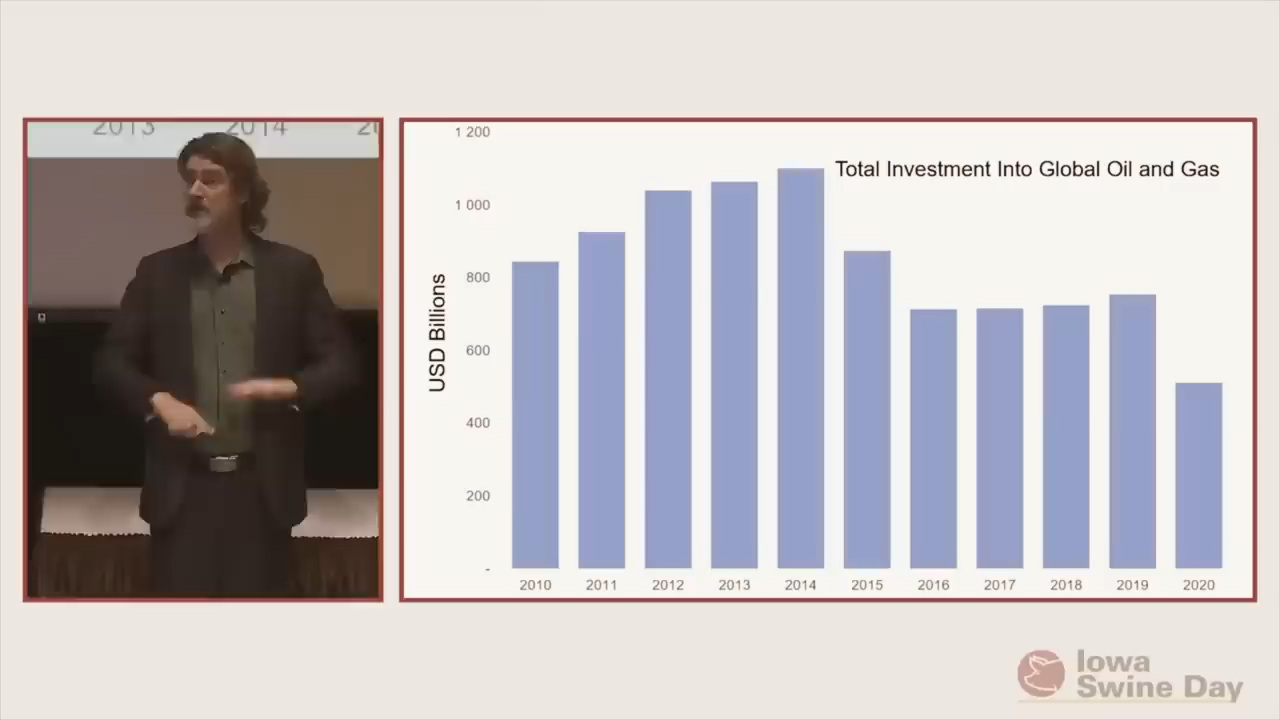 2013 2014
Total Investment Into Global Oil and Gas
USD Billions
1 200
1 000
800
600
400
200
-
2010 2011 2012 2013 2014 2015 2016 2017 2018 2019 2020
Iowa
Swine Day